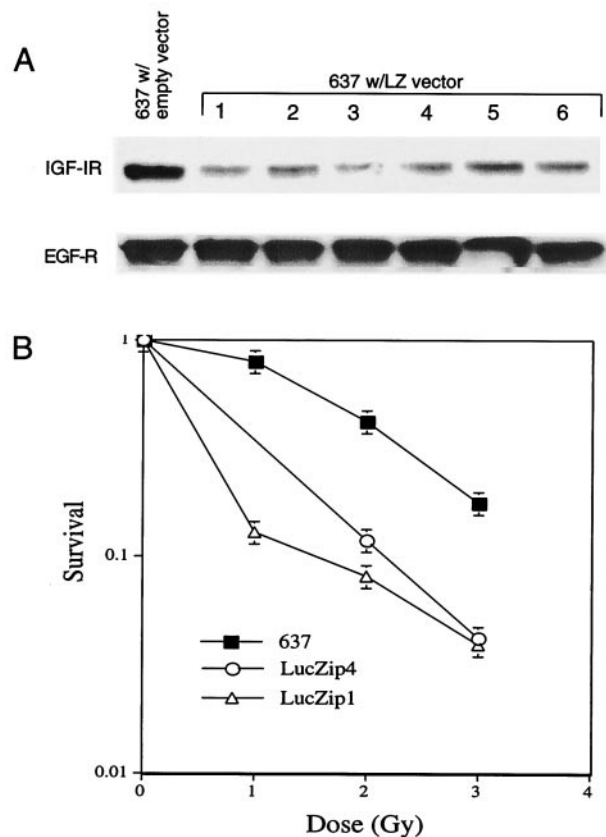 A
637 w/
empty vector
637 w/LZ vector
1 2 3 4 5 6
IGF-IR
EGF-R
B
1
0.1
0.01
Survival
637
LucZip4
LucZip1
0 1 2 3 4
Dose (Gy)